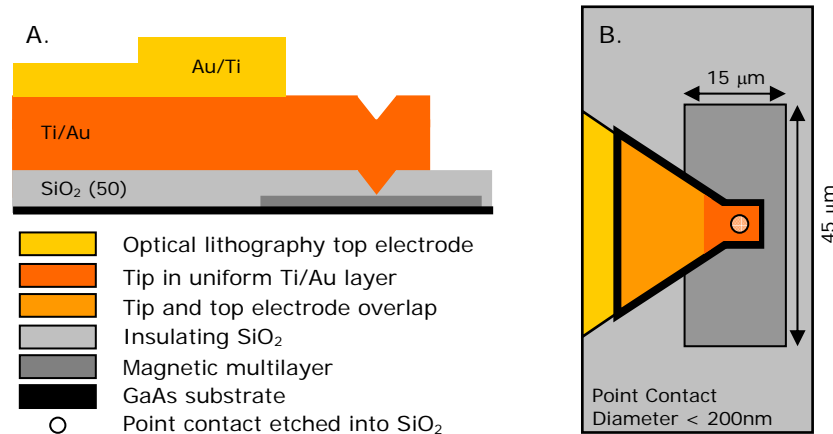 A.
Au/Ti
Ti/Au
SiO₂ (50)
Optical lithography top electrode
Tip in uniform Ti/Au layer
Tip and top electrode overlap
Insulating SiO₂
Magnetic multilayer
GaAs substrate
Point contact etched into SiO₂
B.
15 μm
45 μm
Point Contact
Diameter < 200nm